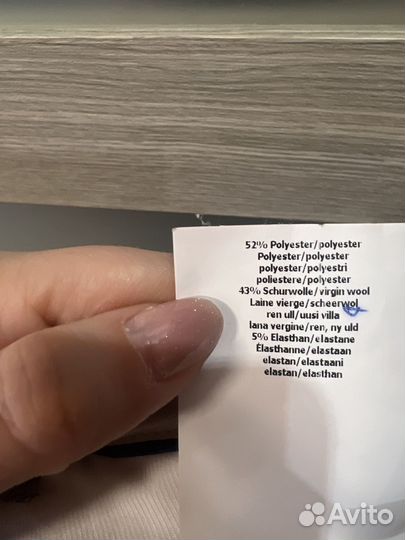 52% Polyester/polyester
Polyester/polyester
polyester/polyestri
poliestere/polyester
43% Schurwolle/virgin wool
Laine vierge/scheerwol
ren ull/uusi villa
lana vergine/ren, ny uld
5% Elasthan/elastane
Élasthanne/elastaan
elastan/elastaani
elastan/elasthan
Avito